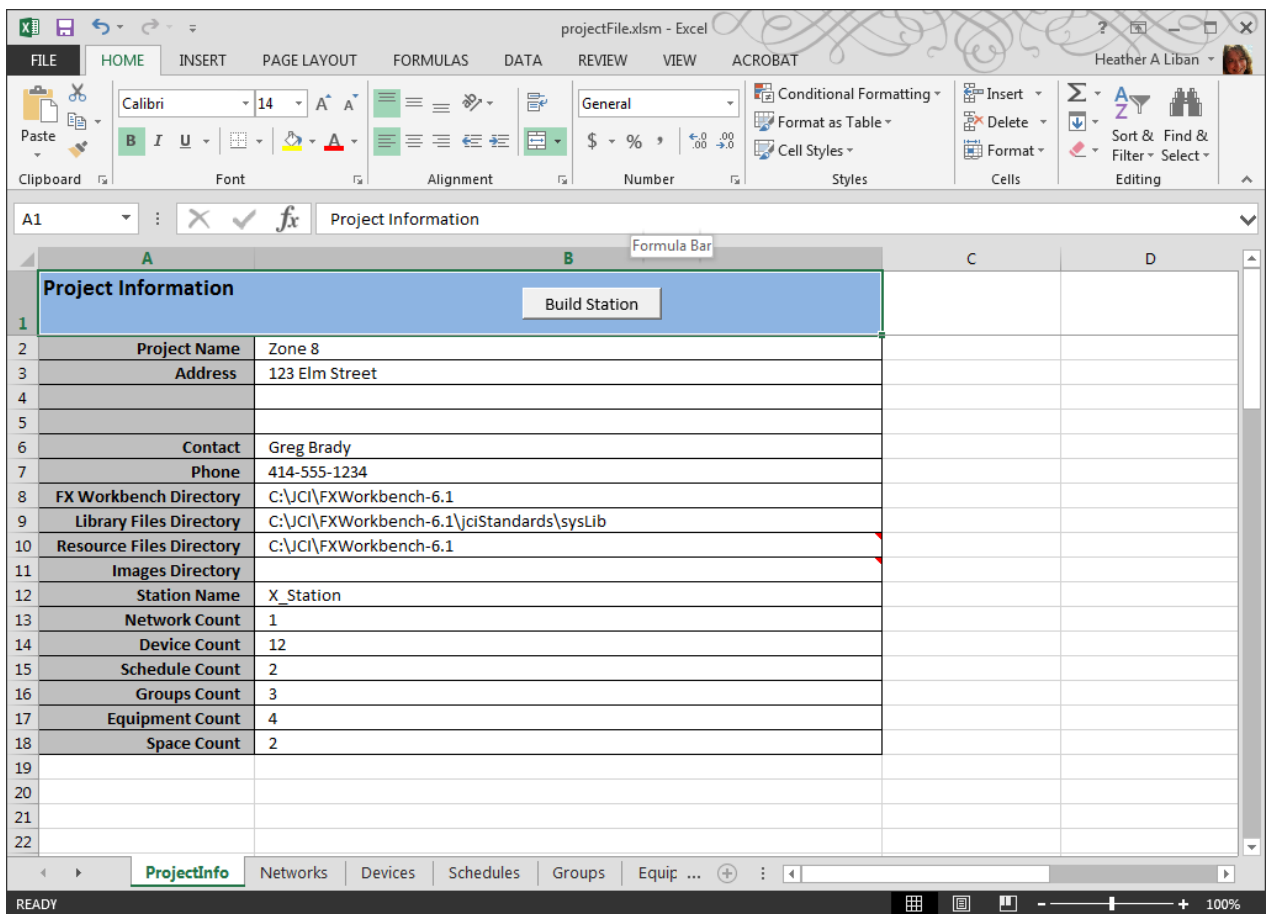 projectFile.xlsm - Excel
?
FILE HOME INSERT PAGE LAYOUT FORMULAS DATA REVIEW VIEW ACROBAT Heather A Liban
Paste
Calibri 14 A A
B I U A
General
$ % , .00 .0
Conditional Formatting
Format as Table
Cell Styles
Insert
Delete
Format
Σ
Sort & Filter
Find & Select
Clipboard Font Alignment Number Styles Cells Editing
A1 fx Project Information
Formula Bar
A B C D
1 Project Information Build Station
2 Project Name Zone 8
3 Address 123 Elm Street
4
5
6 Contact Greg Brady
7 Phone 414-555-1234
8 FX Workbench Directory C:\JCI\FXWorkbench-6.1
9 Library Files Directory C:\JCI\FXWorkbench-6.1\jciStandards\sysLib
10 Resource Files Directory C:\JCI\FXWorkbench-6.1
11 Images Directory
12 Station Name X_Station
13 Network Count 1
14 Device Count 12
15 Schedule Count 2
16 Groups Count 3
17 Equipment Count 4
18 Space Count 2
19
20
21
22
ProjectInfo Networks Devices Schedules Groups Equip ...
READY 100%